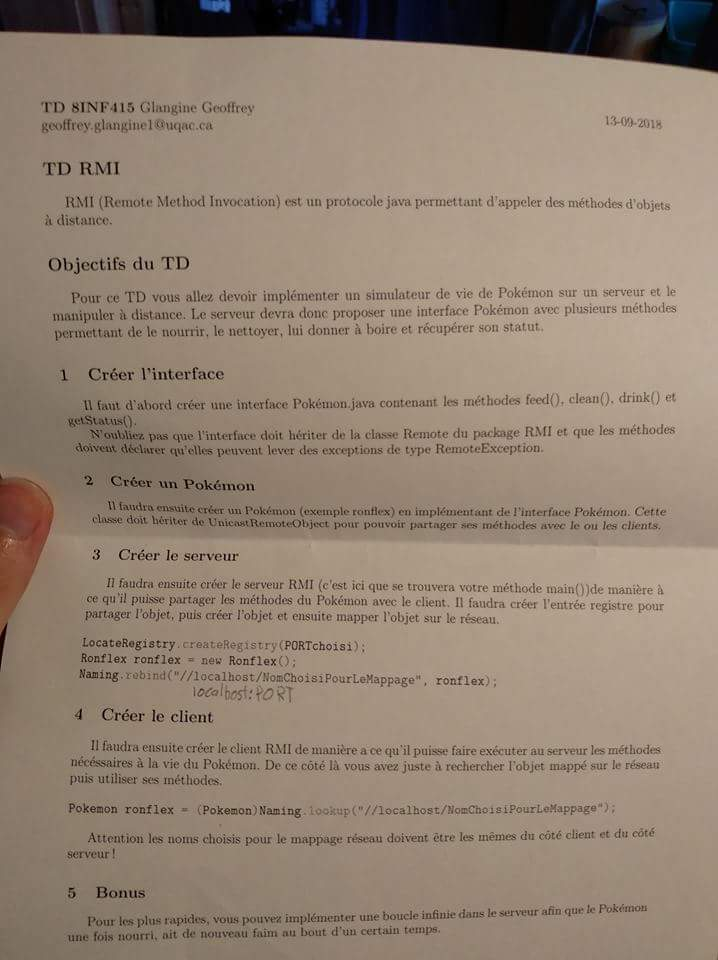 TD 8INF415 Glangine Geoffrey
geoffrey.glangine1@uqac.ca
13-09-2018
TD RMI
RMI (Remote Method Invocation) est un protocole java permettant d'appeler des méthodes d'objets
à distance.
Objectifs du TD
Pour ce TD vous allez devoir implémenter un simulateur de vie de Pokémon sur un serveur et le
manipuler à distance. Le serveur devra donc proposer une interface Pokémon avec plusieurs méthodes
permettant de le nourrir, le nettoyer, lui donner à boire et récupérer son statut.
1 Créer l'interface
Il faut d'abord créer une interface Pokémon.java contenant les méthodes feed(), clean(), drink() et
getStatus().
N'oubliez pas que l'interface doit hériter de la classe Remote du package RMI et que les méthodes
doivent déclarer qu'elles peuvent lever des exceptions de type RemoteException.
2 Créer un Pokémon
Il faudra ensuite créer un Pokémon (exemple ronflex) en implémentant de l'interface Pokémon. Cette
classe doit hériter de UnicastRemoteObject pour pouvoir partager ses méthodes avec le ou les clients.
3 Créer le serveur
Il faudra ensuite créer le serveur RMI (c'est ici que se trouvera votre méthode main())de manière à
ce qu'il puisse partager les méthodes du Pokémon avec le client. Il faudra créer l'entrée registre pour
partager l'objet, puis créer l'objet et ensuite mapper l'objet sur le réseau.
LocateRegistry.createRegistry(PORTchoisi);
Ronflex ronflex = new Ronflex();
Naming.rebind("//localhost/NomChoisiPourLeMappage", ronflex);
localhost:PORT
4 Créer le client
Il faudra ensuite créer le client RMI de manière a ce qu'il puisse faire exécuter au serveur les méthodes
nécéssaires à la vie du Pokémon. De ce côté là vous avez juste à rechercher l'objet mappé sur le réseau
puis utiliser ses méthodes.
Pokemon ronflex = (Pokemon)Naming.lookup("//localhost/NomChoisiPourLeMappage");
Attention les noms choisis pour le mappage réseau doivent être les mêmes du côté client et du côté
serveur !
5 Bonus
Pour les plus rapides, vous pouvez implémenter une boucle infinie dans le serveur afin que le Pokémon
une fois nourri, ait de nouveau faim au bout d'un certain temps.